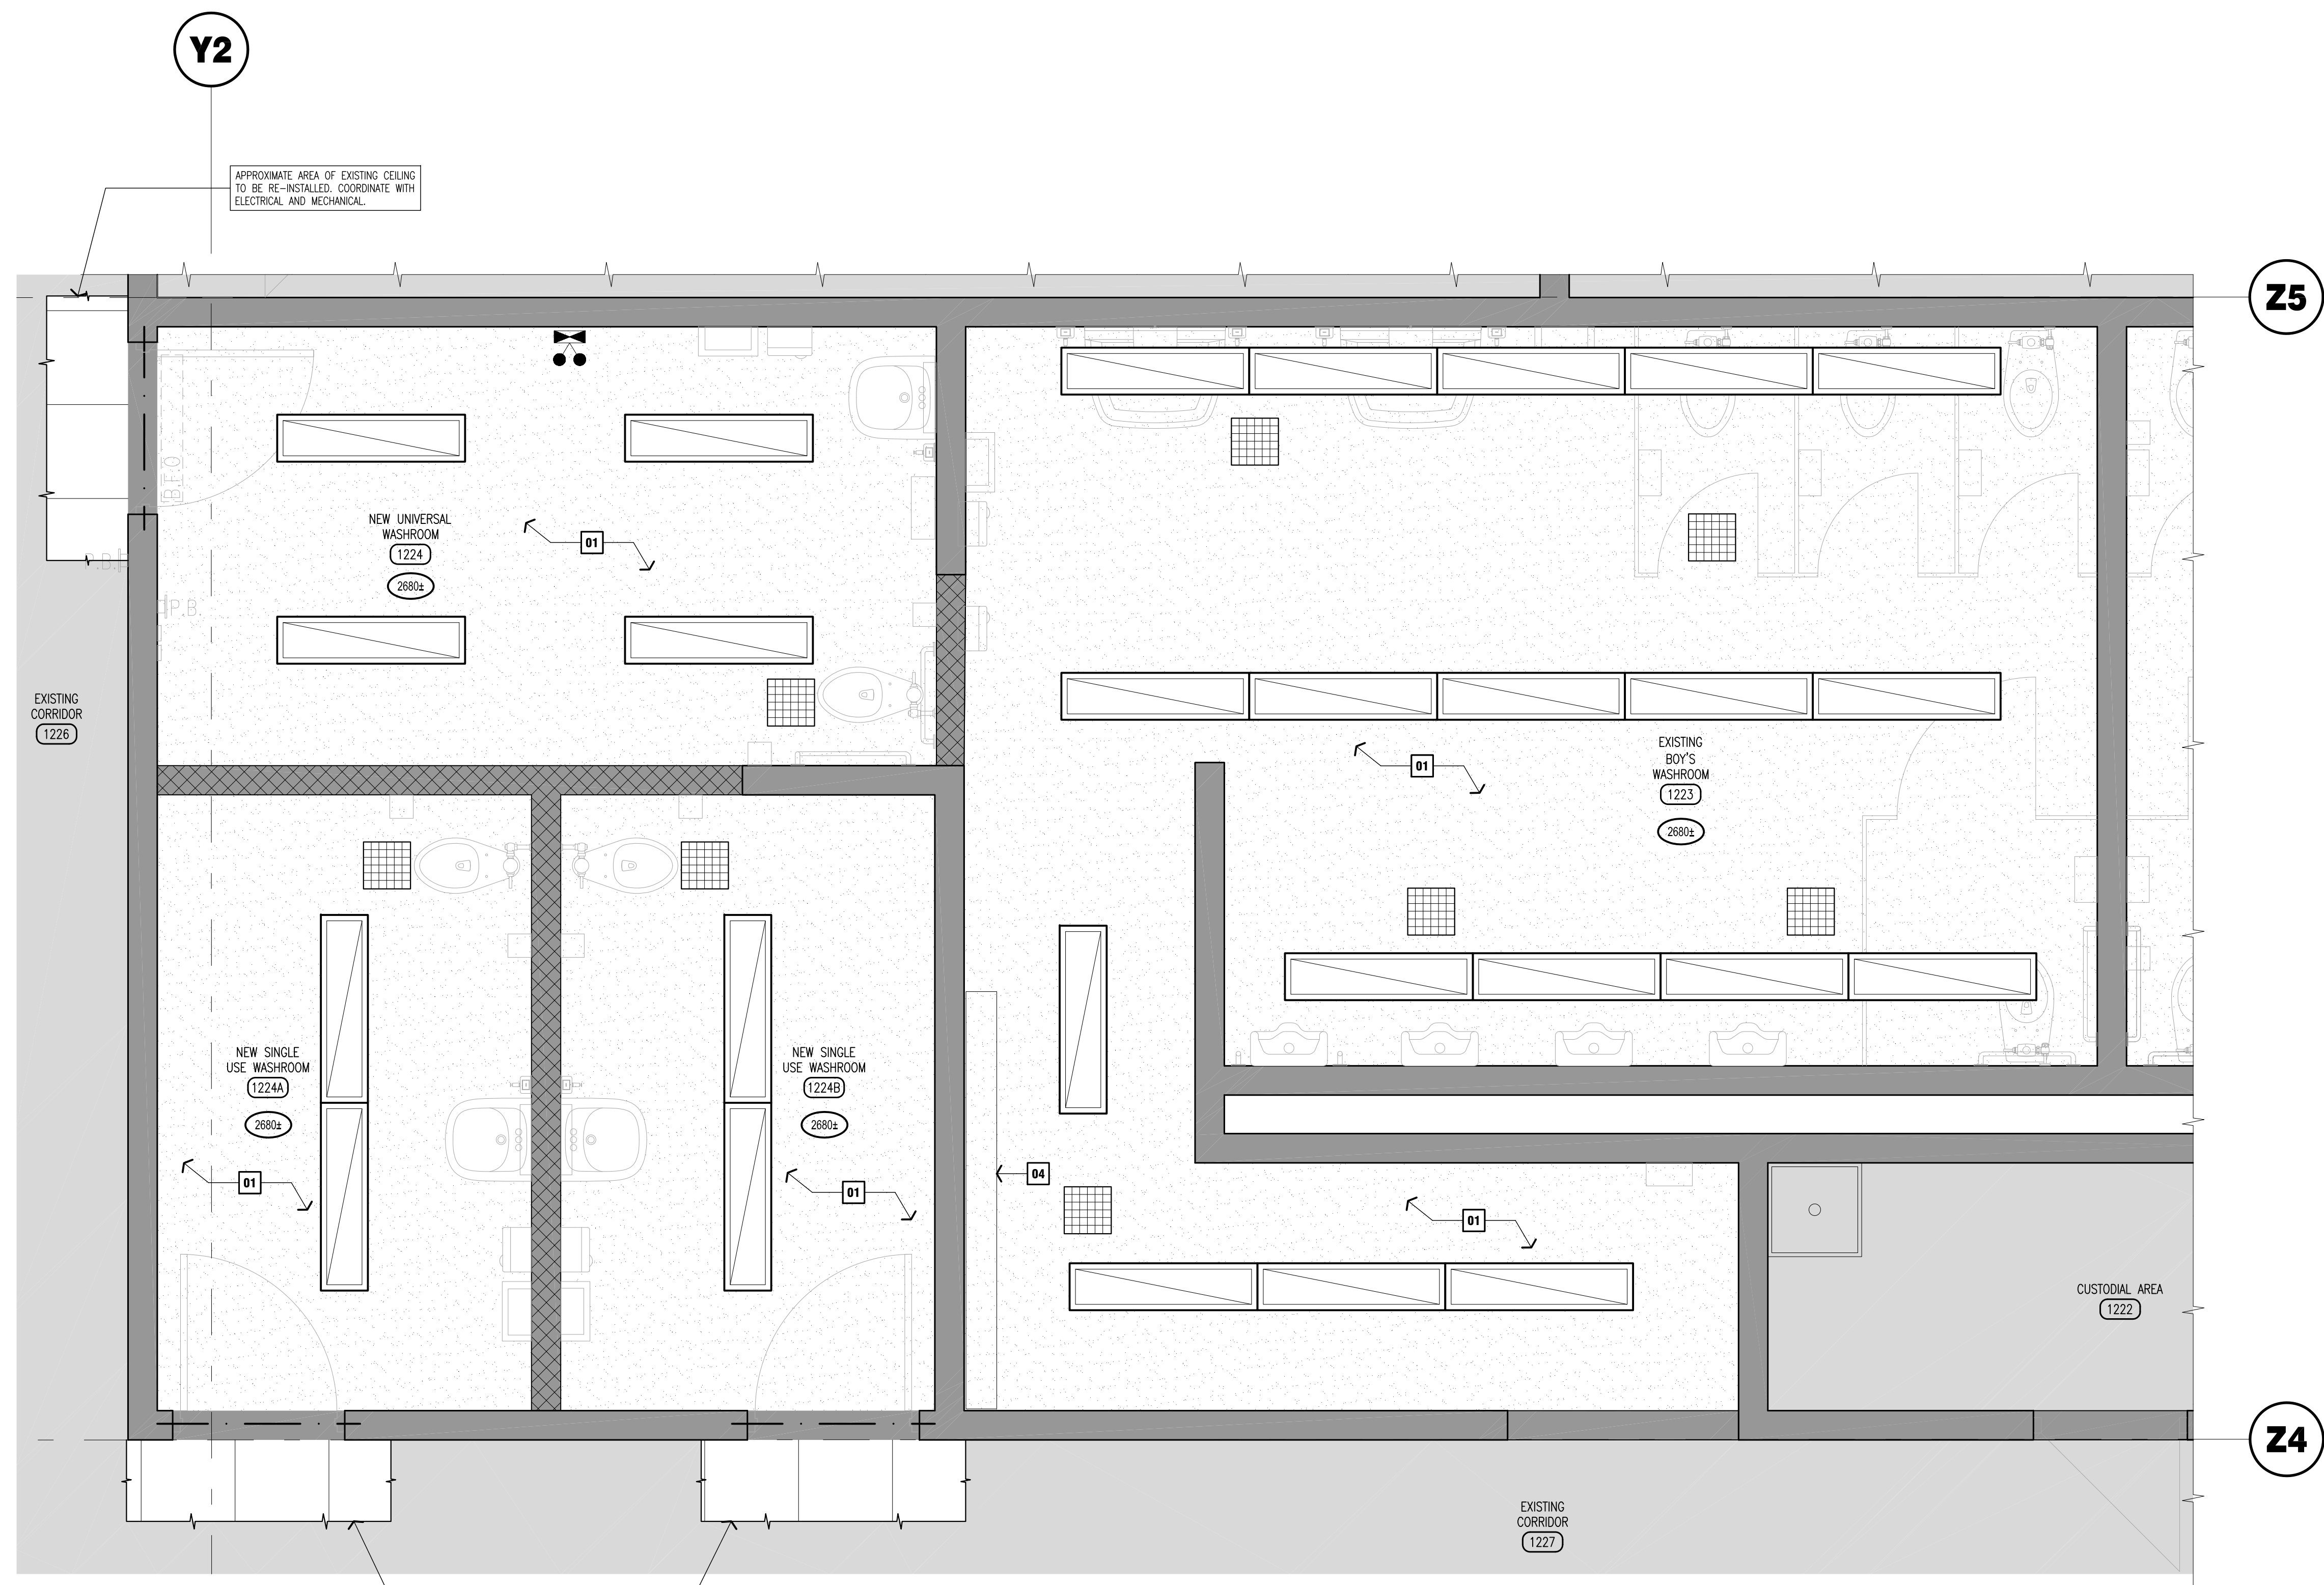 Y2
APPROXIMATE AREA OF EXISTING CEILING
TO BE RE-INSTALLED. COORDINATE WITH
ELECTRICAL AND MECHANICAL.
Z5
B.F.O
NEW UNIVERSAL
WASHROOM
1224
2680±
01
P.B.
P.B.
EXISTING
CORRIDOR
1226
01
EXISTING
BOY'S
WASHROOM
1223
2680±
NEW SINGLE
USE WASHROOM
1224A
2680±
01
NEW SINGLE
USE WASHROOM
1224B
2680±
01
04
01
CUSTODIAL AREA
1222
Z4
EXISTING
CORRIDOR
1227